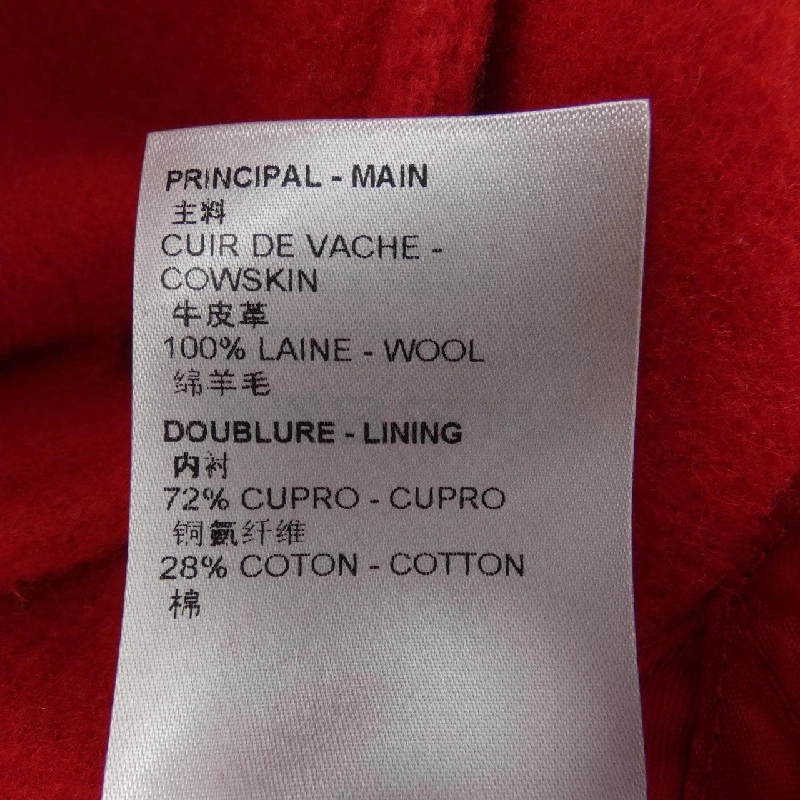 PRINCIPAL - MAIN
主料
CUIR DE VACHE -
COWSKIN
牛皮革
100% LAINE - WOOL
绵羊毛
DOUBLURE - LINING
内衬
72% CUPRO - CUPRO
铜氨纤维
28% COTON - COTTON
棉